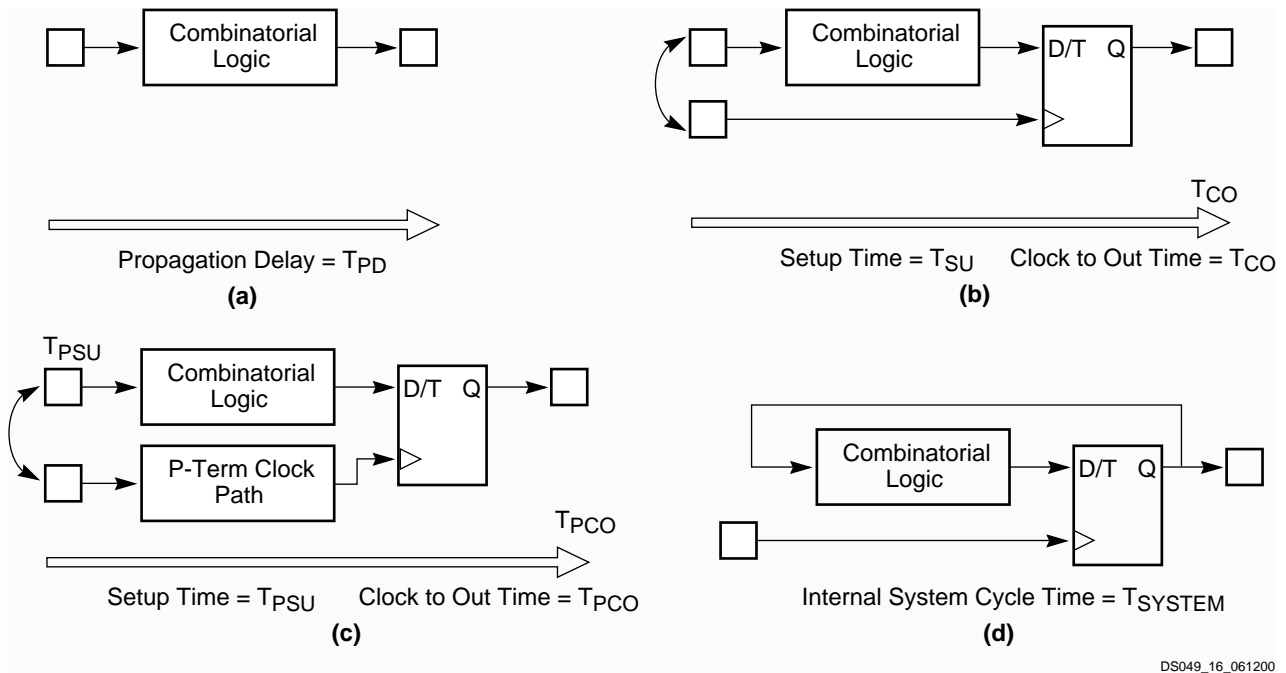 Combinatorial
Logic
Propagation Delay = TPD
(a)
Combinatorial
Logic
D/T Q
TCO
Setup Time = TSU Clock to Out Time = TCO
(b)
TPSU
Combinatorial
Logic
D/T Q
P-Term Clock
Path
TPCO
Setup Time = TPSU Clock to Out Time = TPCO
(c)
Combinatorial
Logic
D/T Q
Internal System Cycle Time = TSYSTEM
(d)
DS049_16_061200